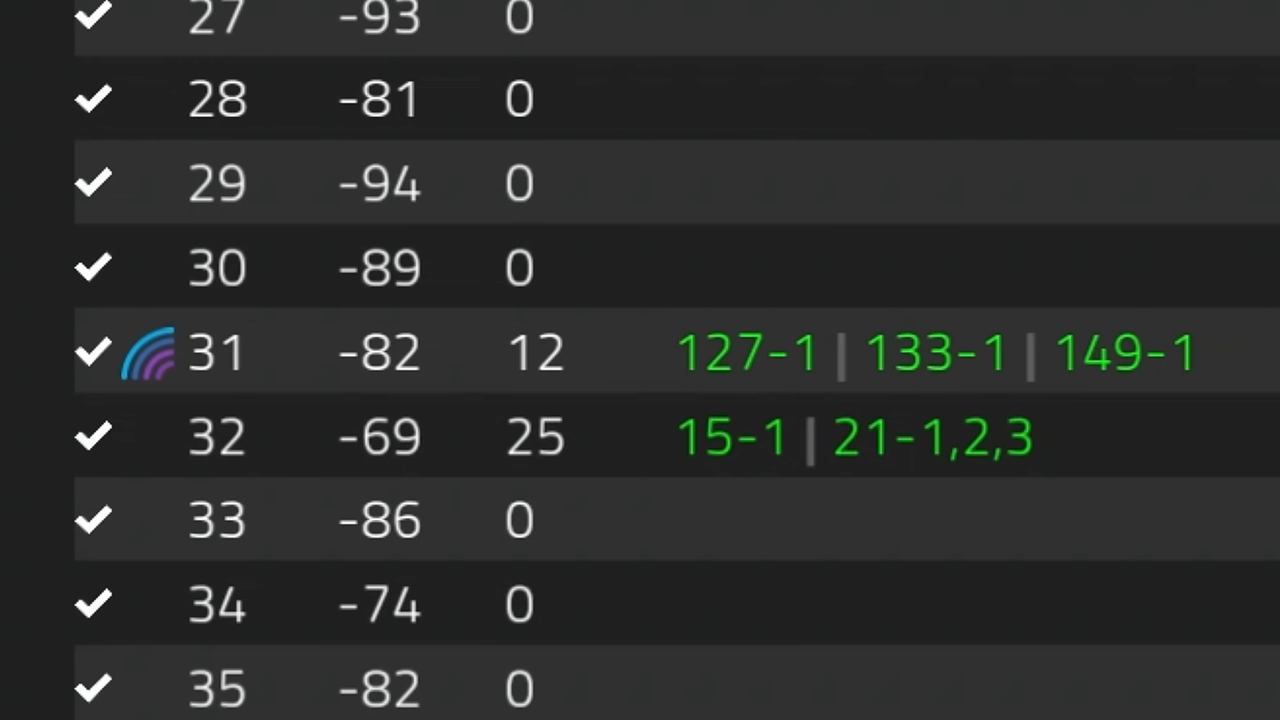 27 -93 0
28 -81 0
29 -94 0
30 -89 0
31 -82 12 127-1 | 133-1 | 149-1
32 -69 25 15-1 | 21-1,2,3
33 -86 0
34 -74 0
35 -82 0